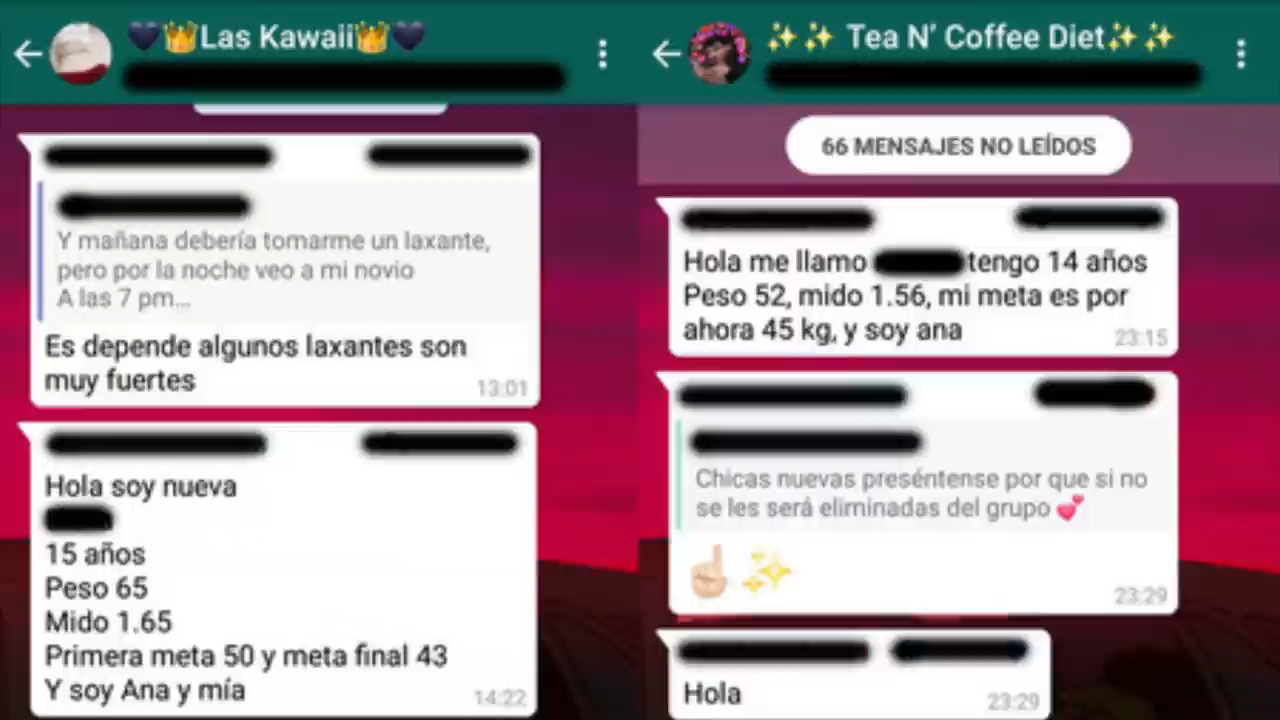 Las Kawaii
Y mañana debería tomarme un laxante,
pero por la noche veo a mi novio
A las 7 pm...
Es depende algunos laxantes son
muy fuertes
13:01
Hola soy nueva
15 años
Peso 65
Mido 1.65
Primera meta 50 y meta final 43
Y soy Ana y mía
14:22
Tea N' Coffee Diet
66 MENSAJES NO LEÍDOS
Hola me llamo tengo 14 años
Peso 52, mido 1.56, mi meta es por
ahora 45 kg, y soy ana
23:15
Chicas nuevas preséntense por que si no
se les será eliminadas del grupo 💕
☝🏻✨
23:29
Hola
23:29